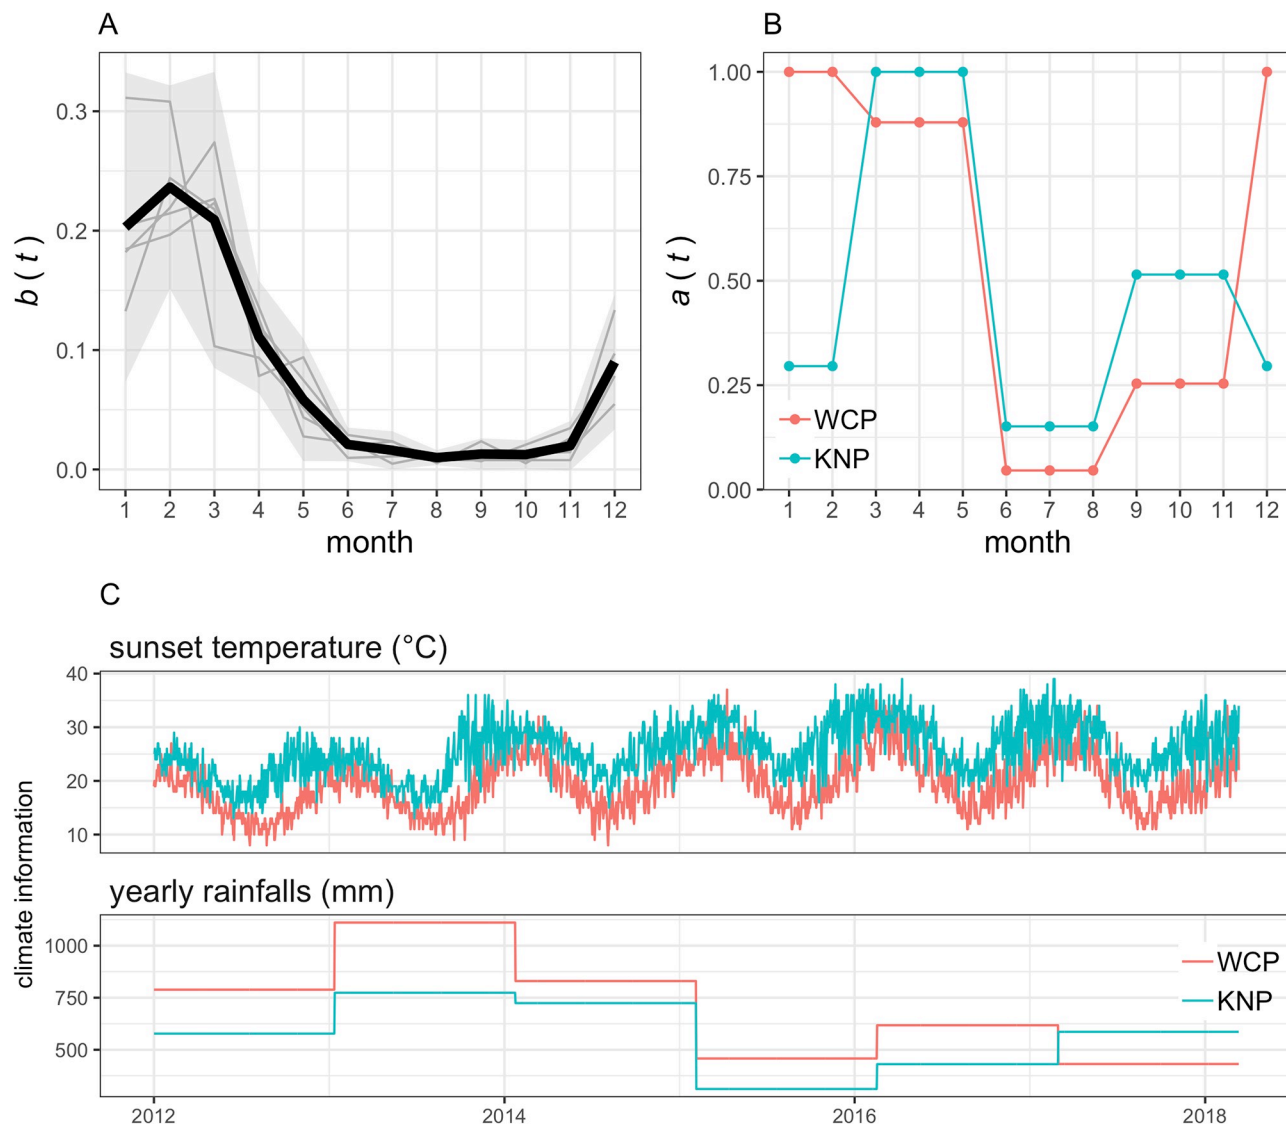 A
b ( t )
0.3
0.2
0.1
0.0
1 2 3 4 5 6 7 8 9 10 11 12
month
B
a ( t )
1.00
0.75
0.50
0.25
0.00
WCP
KNP
1 2 3 4 5 6 7 8 9 10 11 12
month
C
climate information
sunset temperature (°C)
40
30
20
10
yearly rainfalls (mm)
1000
750
500
WCP
KNP
2012 2014 2016 2018